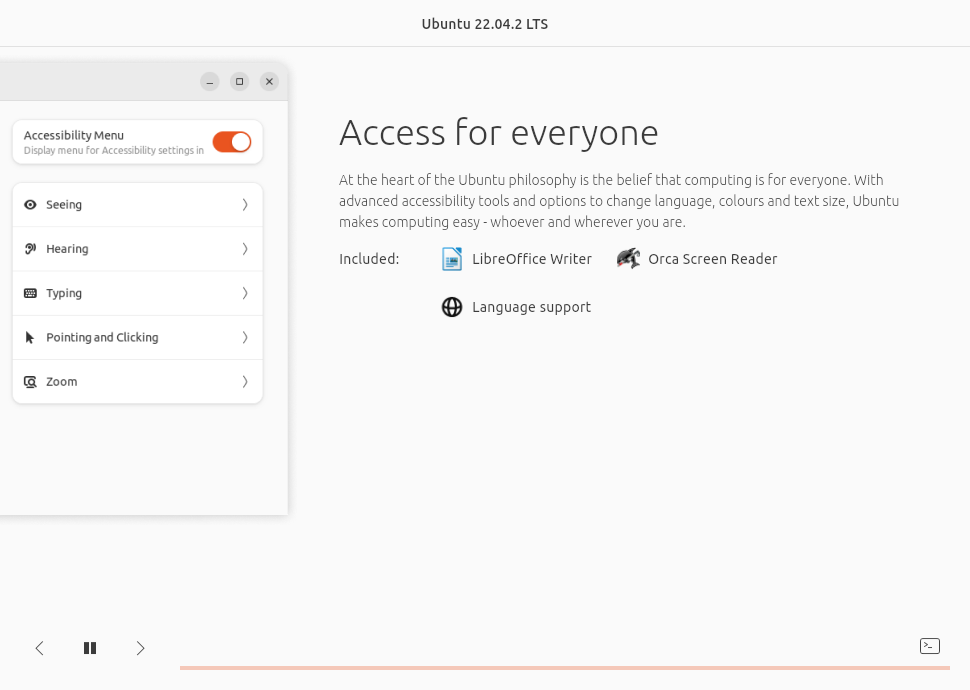 Ubuntu 22.04.2 LTS
Accessibility Menu
Display menu for Accessibility settings in
Seeing
Hearing
Typing
Pointing and Clicking
Zoom
Access for everyone
At the heart of the Ubuntu philosophy is the belief that computing is for everyone. With
advanced accessibility tools and options to change language, colours and text size, Ubuntu
makes computing easy - whoever and wherever you are.
Included: LibreOffice Writer Orca Screen Reader
Language support